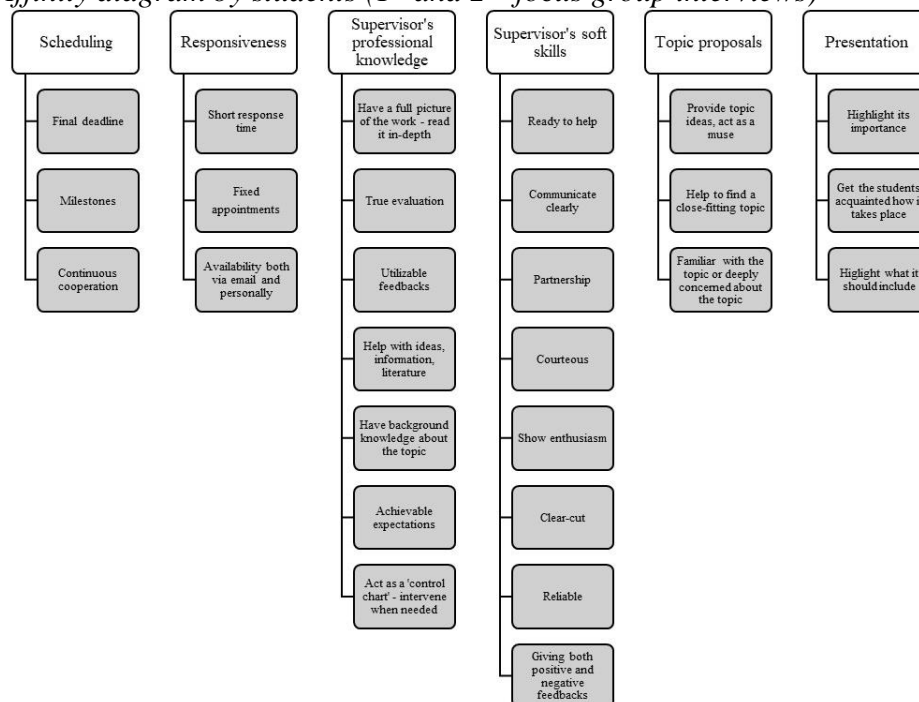 ffinity diagram by students (1st and 2nd focus group interviews)
Scheduling
Final deadline
Milestones
Continuous
cooperation
Responsiveness
Short response
time
Fixed
appointments
Availability both
via email and
personally
Supervisor's
professional
knowledge
Have a full picture
of the work - read
it in-depth
True evaluation
Utilizable
feedbacks
Help with ideas,
information,
literature
Have background
knowledge about
the topic
Achievable
expectations
Act as a 'control
chart' - intervene
when needed
Supervisor's soft
skills
Ready to help
Communicate
clearly
Partnership
Courteous
Show enthusiasm
Clear-cut
Reliable
Giving both
positive and
negative
feedbacks
Topic proposals
Provide topic
ideas, act as a
muse
Help to find a
close-fitting topic
Familiar with the
topic or deeply
concerned about
the topic
Presentation
Highlight its
importance
Get the students
acquainted how i
takes place
Higlight what it
should include